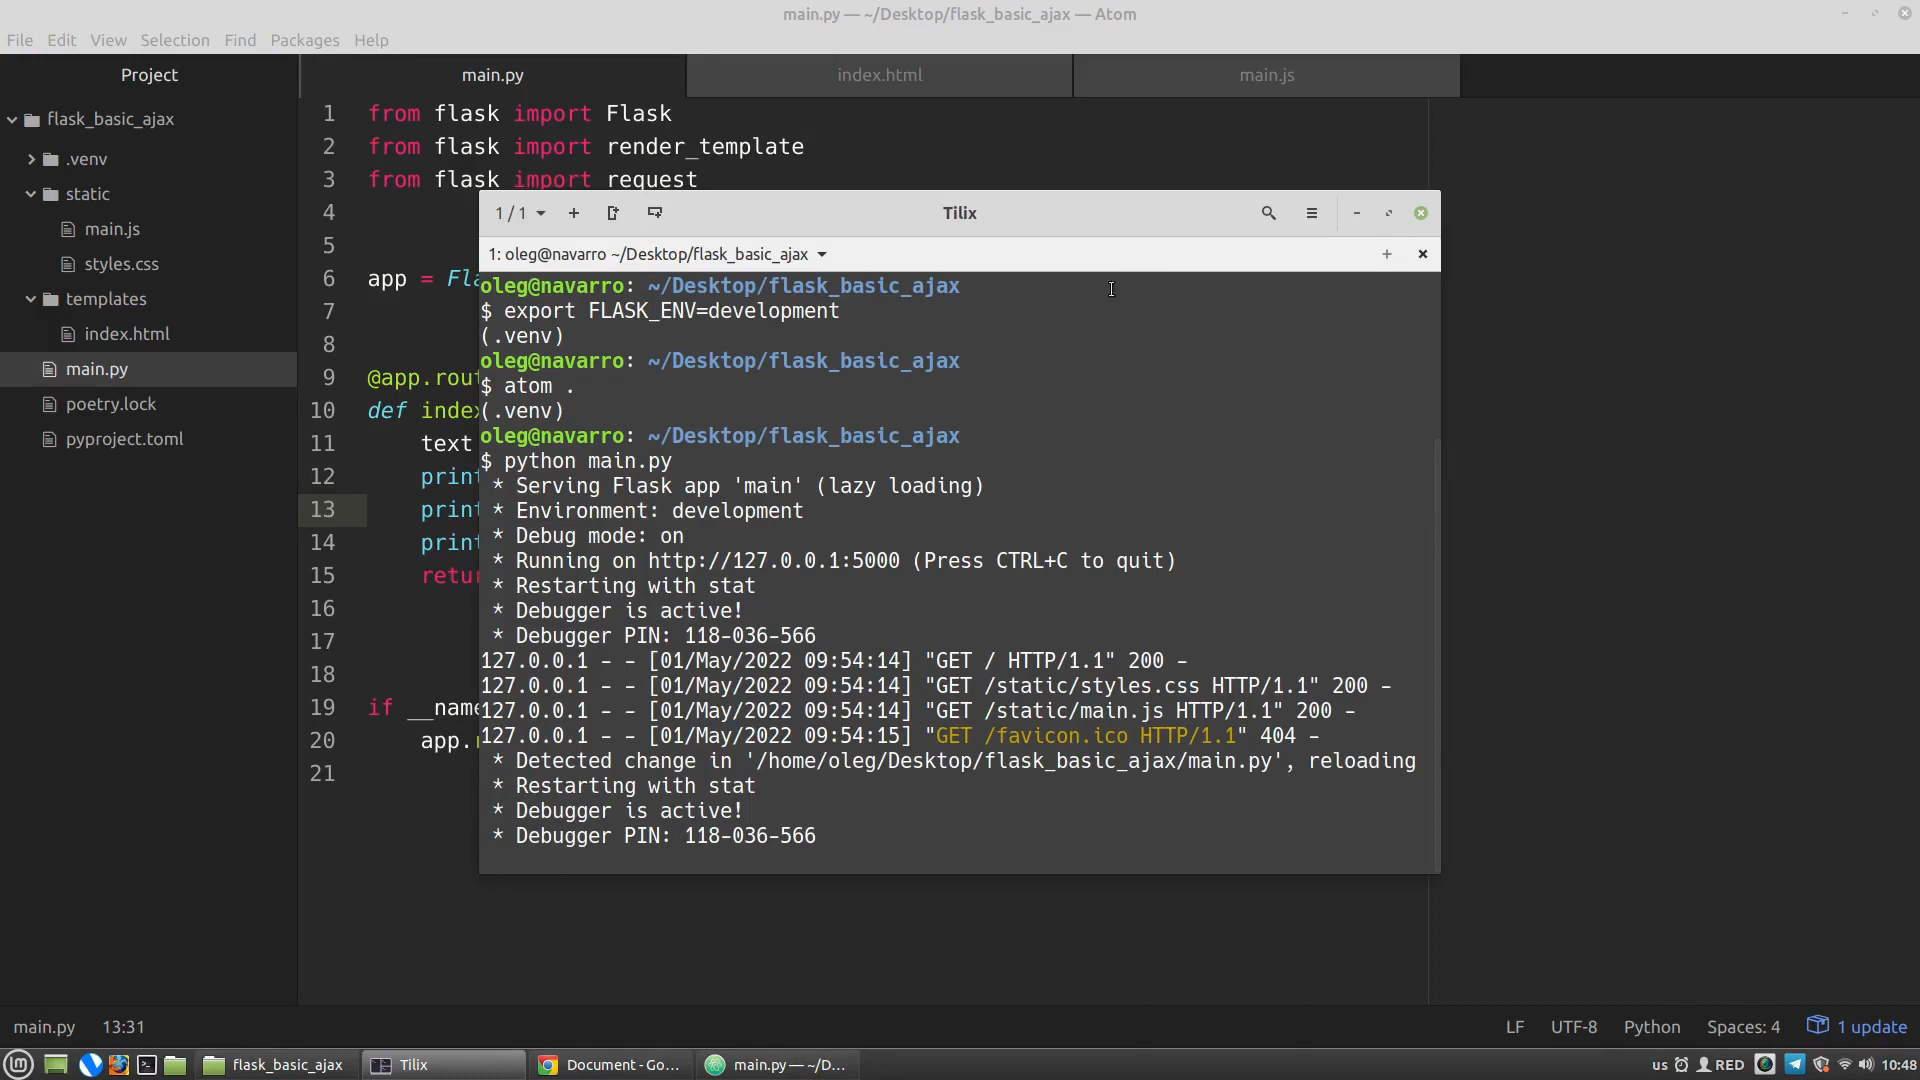 main.py — ~/Desktop/flask_basic_ajax — Atom
File Edit View Selection Find Packages Help
Project
main.py
index.html
main.js
flask_basic_ajax
.venv
static
main.js
styles.css
templates
index.html
main.py
poetry.lock
pyproject.toml
1 from flask import Flask
2 from flask import render_template
3 from flask import request
4
5
6 app = Fla
7
8
9 @app.rout
10 def index
11 text
12 print
13 print
14 print
15 retur
16
17
18
19 if __name
20 app.r
21
1 / 1
Tilix
1: oleg@navarro ~/Desktop/flask_basic_ajax
oleg@navarro: ~/Desktop/flask_basic_ajax
$ export FLASK_ENV=development
(.venv)
oleg@navarro: ~/Desktop/flask_basic_ajax
$ atom .
(.venv)
oleg@navarro: ~/Desktop/flask_basic_ajax
$ python main.py
* Serving Flask app 'main' (lazy loading)
* Environment: development
* Debug mode: on
* Running on http://127.0.0.1:5000 (Press CTRL+C to quit)
* Restarting with stat
* Debugger is active!
* Debugger PIN: 118-036-566
127.0.0.1 - - [01/May/2022 09:54:14] "GET / HTTP/1.1" 200 -
127.0.0.1 - - [01/May/2022 09:54:14] "GET /static/styles.css HTTP/1.1" 200 -
127.0.0.1 - - [01/May/2022 09:54:14] "GET /static/main.js HTTP/1.1" 200 -
127.0.0.1 - - [01/May/2022 09:54:15] "GET /favicon.ico HTTP/1.1" 404 -
* Detected change in '/home/oleg/Desktop/flask_basic_ajax/main.py', reloading
* Restarting with stat
* Debugger is active!
* Debugger PIN: 118-036-566
main.py 13:31
LF UTF-8 Python Spaces: 4 1 update
flask_basic_ajax
Tilix
Document - Go...
main.py — ~/D...
us RED 10:48